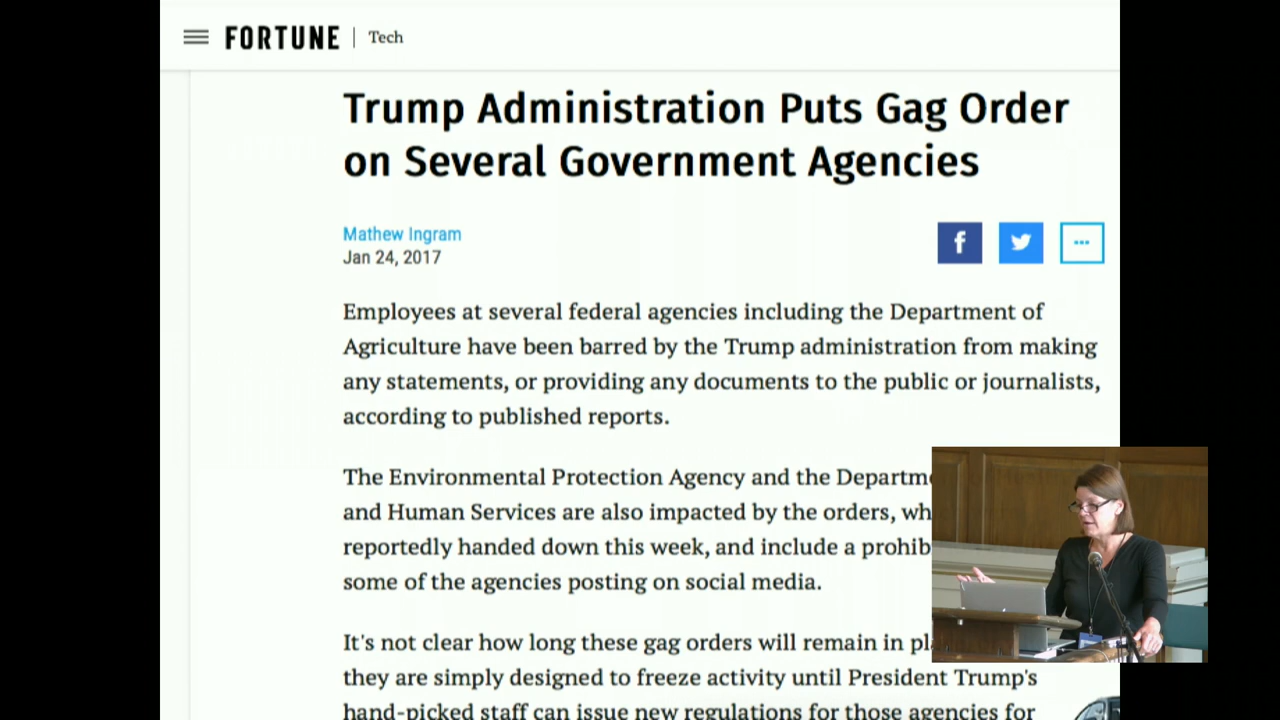 FORTUNE | Tech
Trump Administration Puts Gag Order
on Several Government Agencies
Mathew Ingram
Jan 24, 2017
Employees at several federal agencies including the Department of
Agriculture have been barred by the Trump administration from making
any statements, or providing any documents to the public or journalists,
according to published reports.
The Environmental Protection Agency and the
and Human Services are also impacted by the orders,
reportedly handed down this week, and include a
some of the agencies posting on social media.
It's not clear how long these gag orders will remain in
they are simply designed to freeze activity until President Trump's
hand-picked staff can issue new regulations for those agencies for